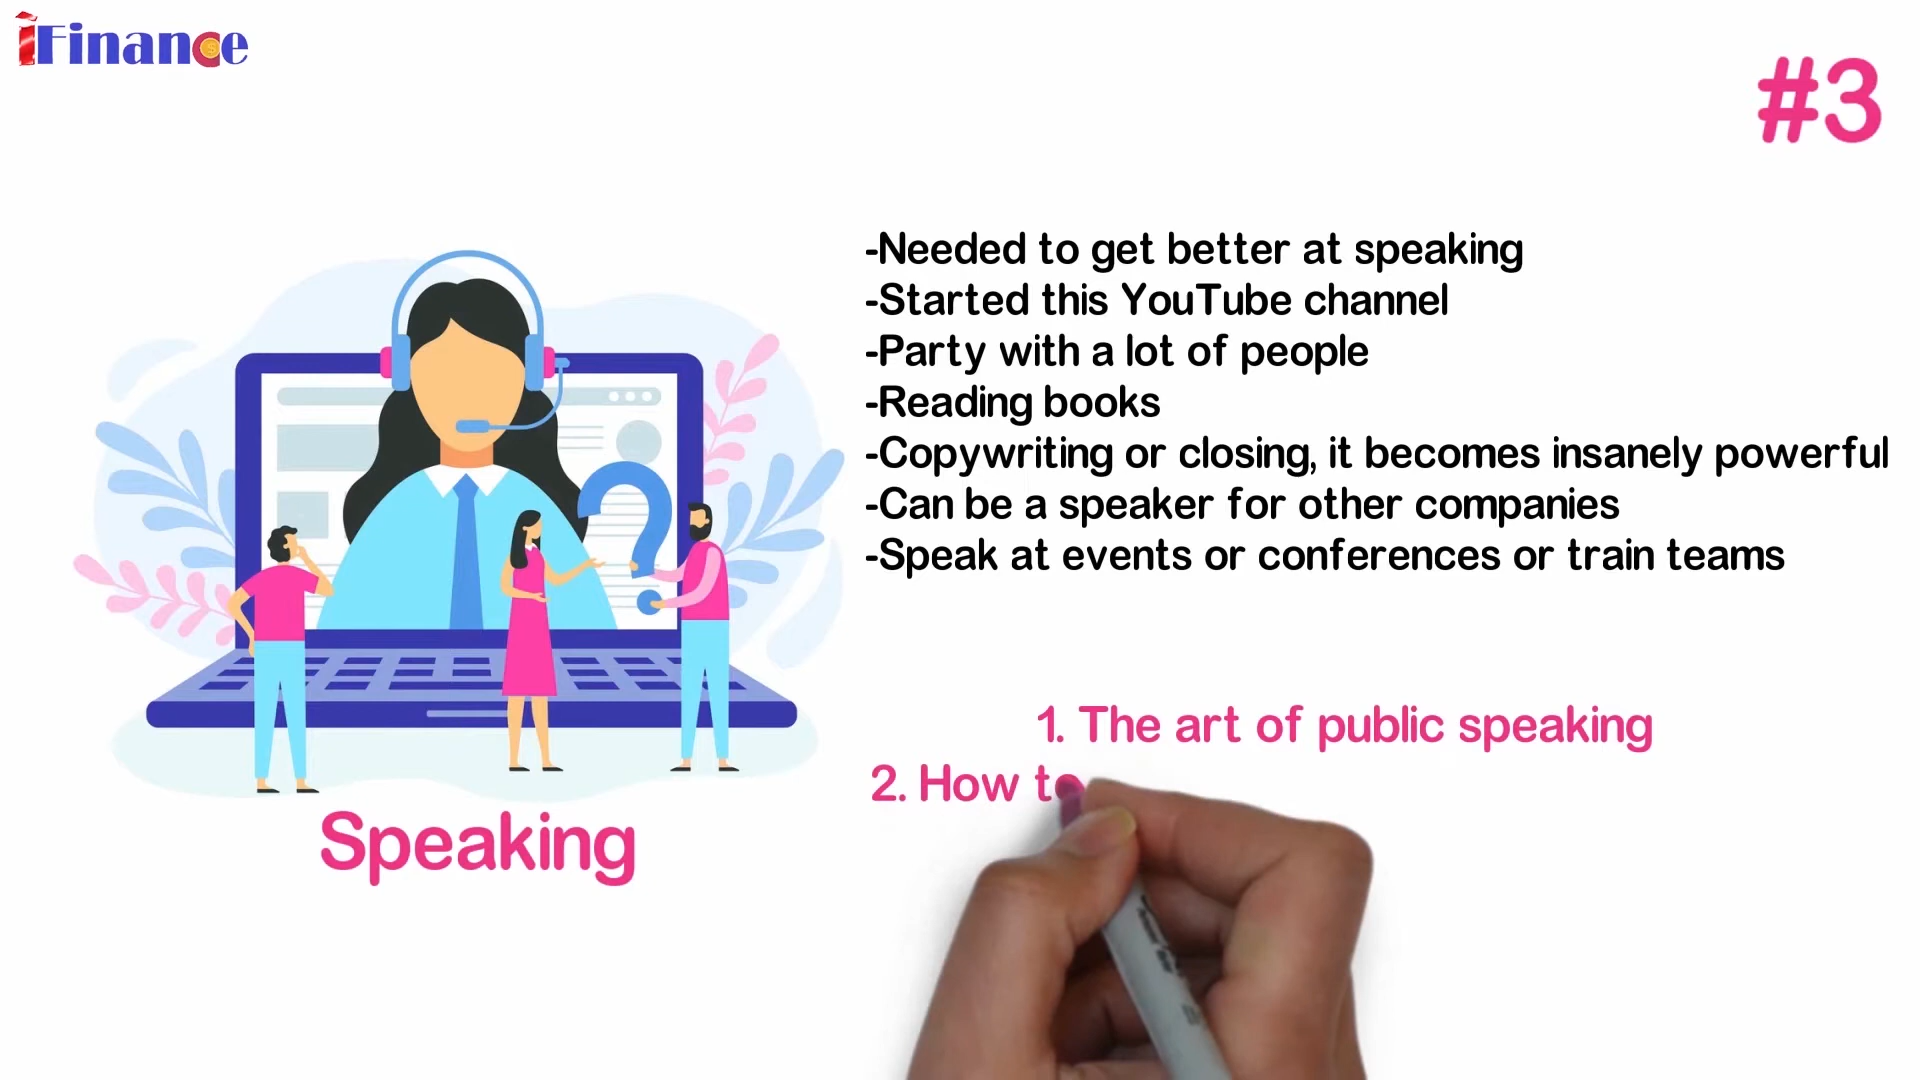 iFinance
#3
-Needed to get better at speaking
-Started this YouTube channel
-Party with a lot of people
-Reading books
-Copywriting or closing, it becomes insanely powerful
-Can be a speaker for other companies
-Speak at events or conferences or train teams
1. The art of public speaking
2. How to
Speaking